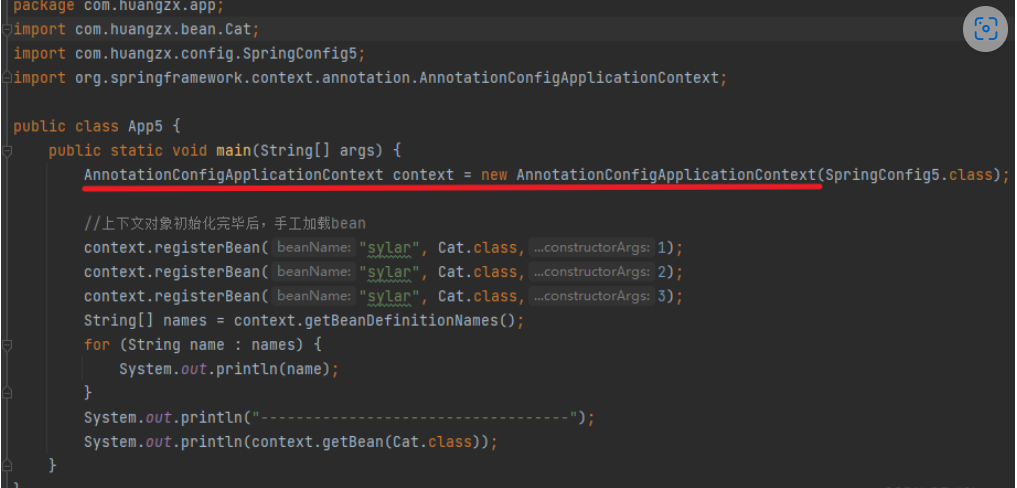 package com.huangzx.app;
import com.huangzx.bean.Cat;
import com.huangzx.config.SpringConfig5;
import org.springframework.context.annotation.AnnotationConfigApplicationContext;
public class App5 {
public static void main(String[] args) {
AnnotationConfigApplicationContext context = new AnnotationConfigApplicationContext(SpringConfig5.class);
//上下文对象初始化完毕后，手工加载bean
context.registerBean( beanName: "sylar", Cat.class, ...constructorArgs: 1);
context.registerBean( beanName: "sylar", Cat.class, ...constructorArgs: 2);
context.registerBean( beanName: "sylar", Cat.class, ...constructorArgs: 3);
String[] names = context.getBeanDefinitionNames();
for (String name : names) {
System.out.println(name);
}
System.out.println("-----------------------------------");
System.out.println(context.getBean(Cat.class));
}
}